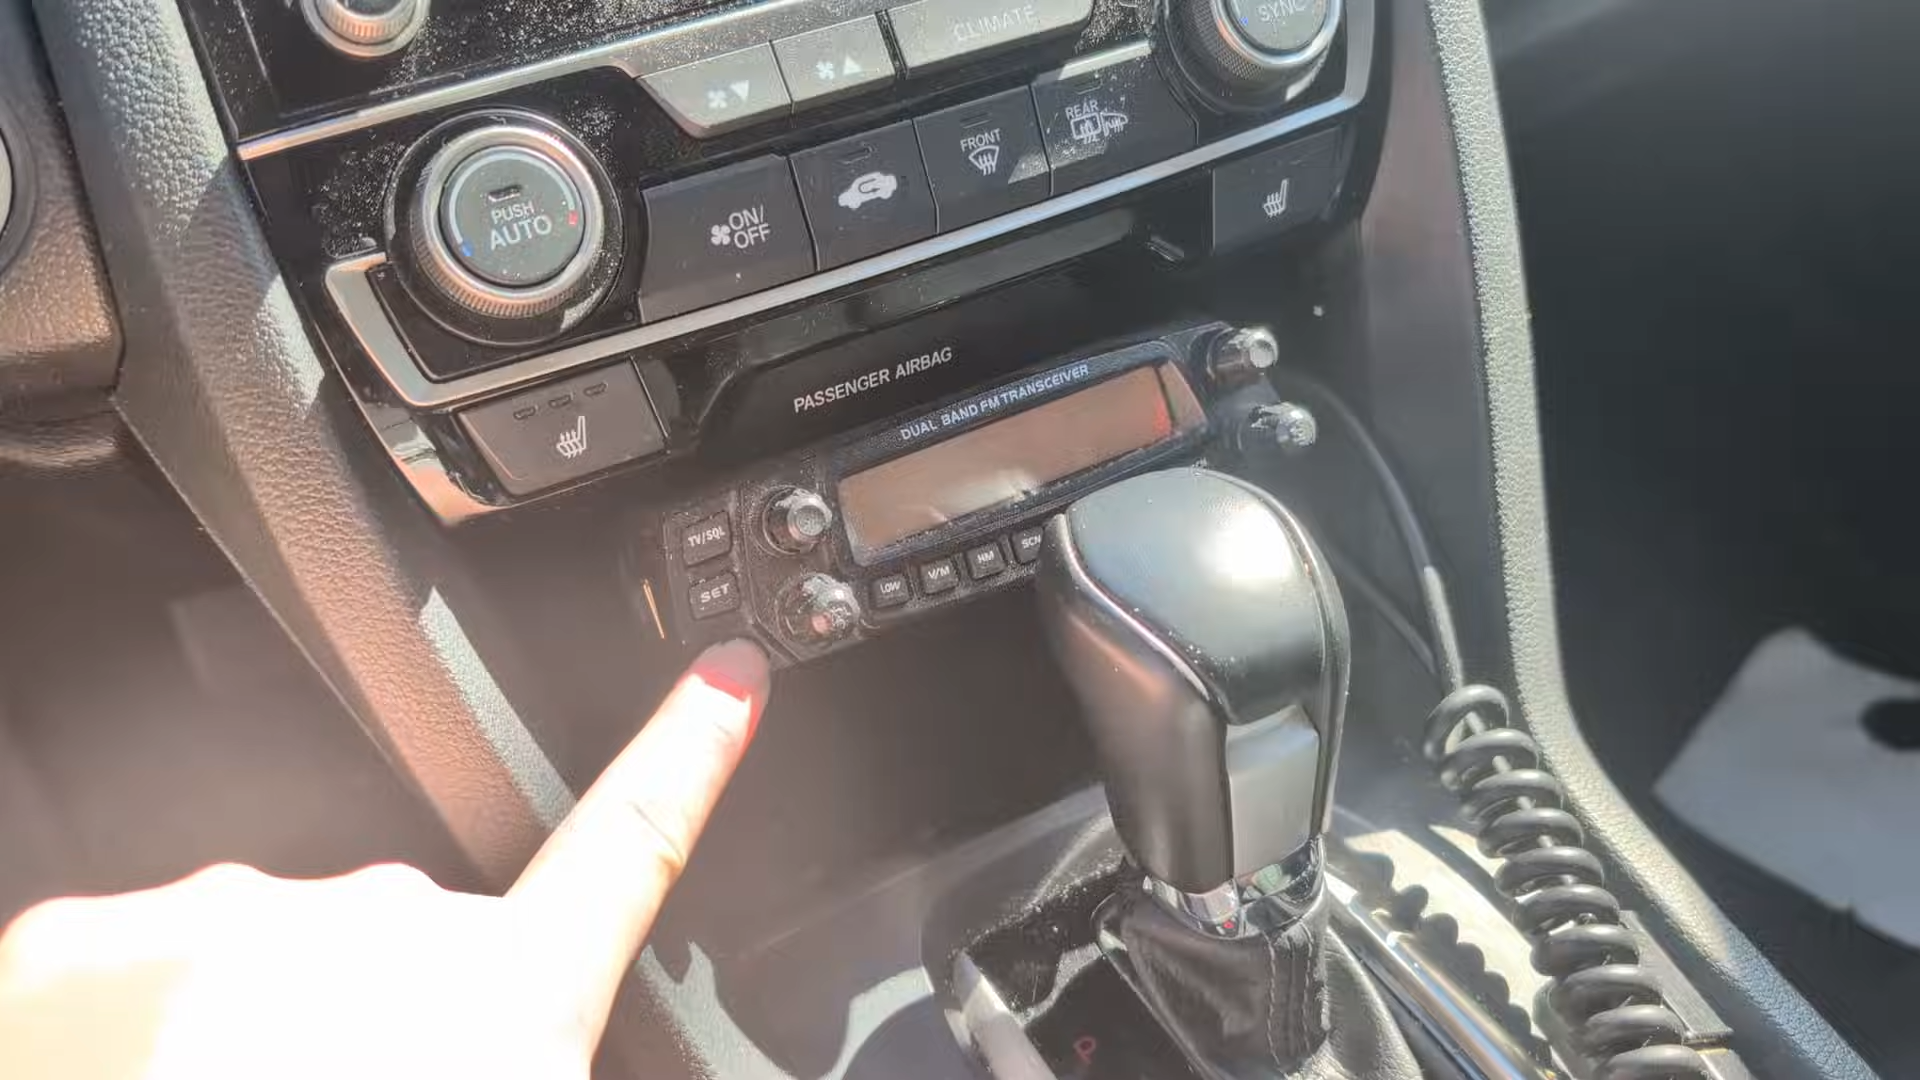 SYNC
CLIMATE
PUSH
AUTO
ON/
OFF
FRONT
REAR
PASSENGER AIRBAG
DUAL BAND FM TRANSCEIVER
TV/SQL
SET
LOW
V/M
HM
SCN
P